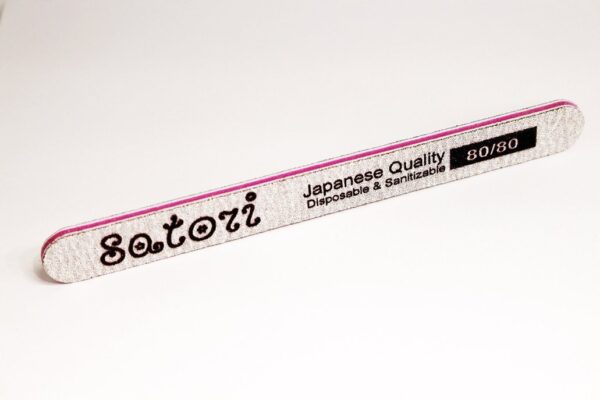 satori
Japanese Quality
Disposable & Sanitizable
80/80